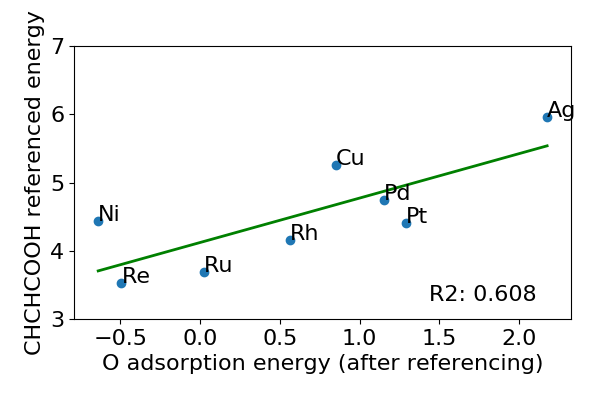 CHCHCOOH referenced energy
7
6
5
4
3
Ag
Cu
Pd
Pt
Ni
Rh
Ru
Re
R2: 0.608
−0.5 0.0 0.5 1.0 1.5 2.0
O adsorption energy (after referencing)